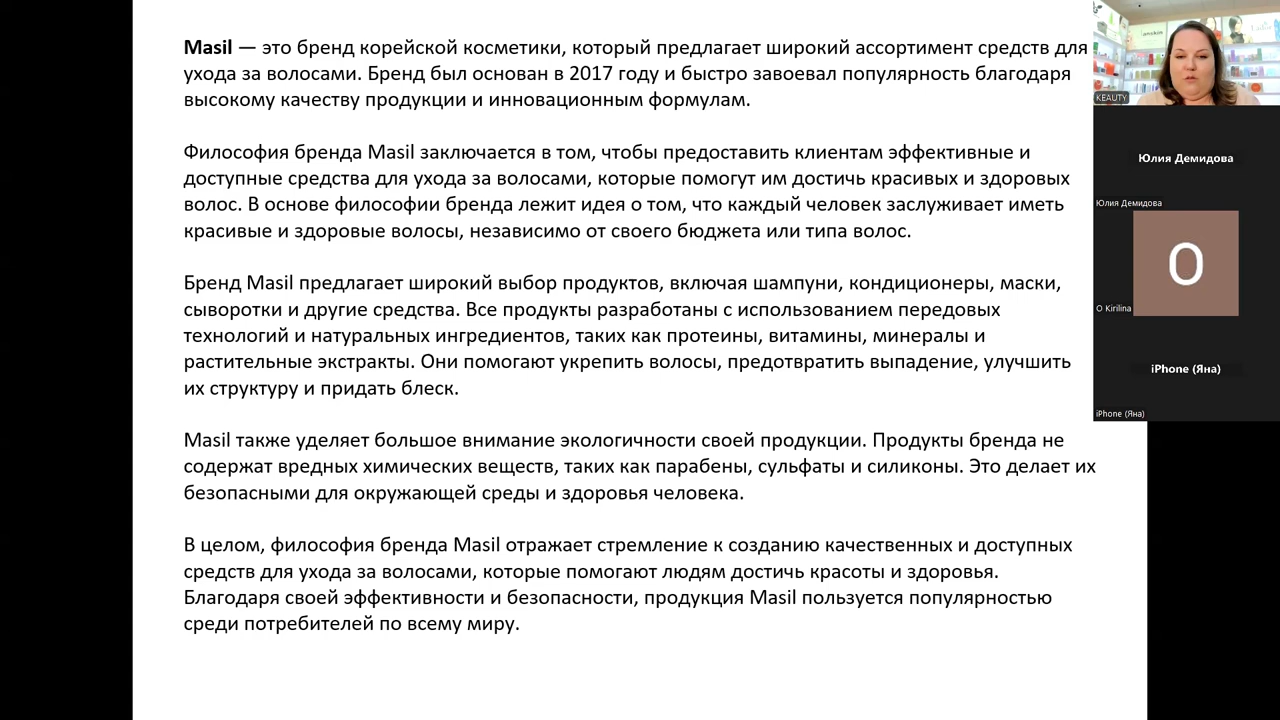 Masil — это бренд корейской косметики, который предлагает широкий ассортимент средств для
ухода за волосами. Бренд был основан в 2017 году и быстро завоевал популярность благодаря
высокому качеству продукции и инновационным формулам.
Философия бренда Masil заключается в том, чтобы предоставить клиентам эффективные и
доступные средства для ухода за волосами, которые помогут им достичь красивых и здоровых
волос. В основе философии бренда лежит идея о том, что каждый человек заслуживает иметь
красивые и здоровые волосы, независимо от своего бюджета или типа волос.
Бренд Masil предлагает широкий выбор продуктов, включая шампуни, кондиционеры, маски,
сыворотки и другие средства. Все продукты разработаны с использованием передовых
технологий и натуральных ингредиентов, таких как протеины, витамины, минералы и
растительные экстракты. Они помогают укрепить волосы, предотвратить выпадение, улучшить
их структуру и придать блеск.
Masil также уделяет большое внимание экологичности своей продукции. Продукты бренда не
содержат вредных химических веществ, таких как парабены, сульфаты и силиконы. Это делает их
безопасными для окружающей среды и здоровья человека.
В целом, философия бренда Masil отражает стремление к созданию качественных и доступных
средств для ухода за волосами, которые помогают людям достичь красоты и здоровья.
Благодаря своей эффективности и безопасности, продукция Masil пользуется популярностью
среди потребителей по всему миру.
KEAUTY
Юлия Демидова
Юлия Демидова
O
O Kirilina
iPhone (Яна)
iPhone (Яна)